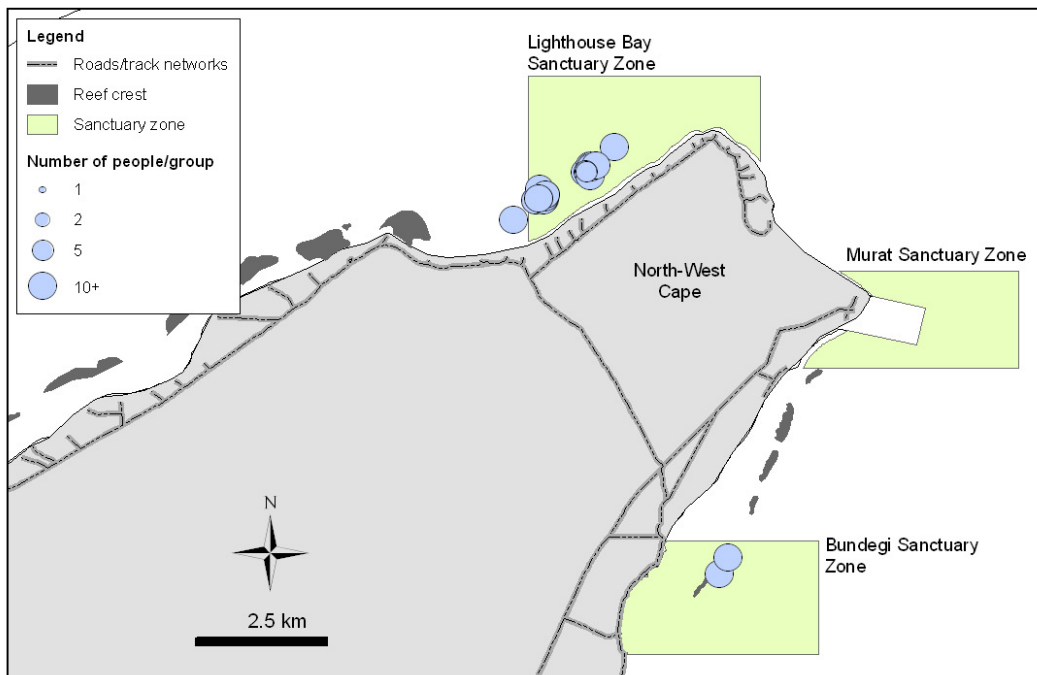 Legend
Roads/track networks
Reef crest
Sanctuary zone
Number of people/group
1
2
5
10+
Lighthouse Bay
Sanctuary Zone
North-West
Cape
Murat Sanctuary Zone
N
2.5 km
Bundegi Sanctuary
Zone